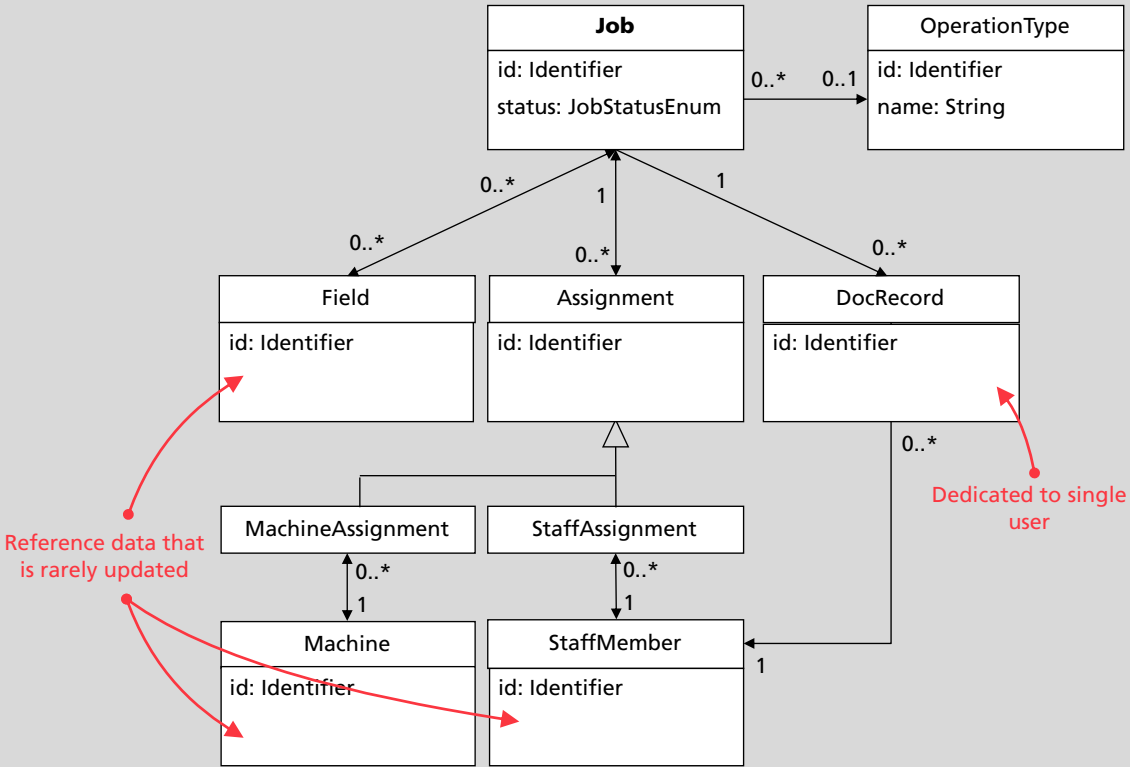 Job
OperationType
id: Identifier
status: JobStatusEnum
0..*
0..1
id: Identifier
name: String
0..*
1
1
0..*
0..*
0..*
Field
Assignment
DocRecord
id: Identifier
id: Identifier
id: Identifier
0..*
Dedicated to single
user
Reference data that
is rarely updated
MachineAssignment
StaffAssignment
0..*
1
0..*
1
Machine
StaffMember
1
id: Identifier
id: Identifier